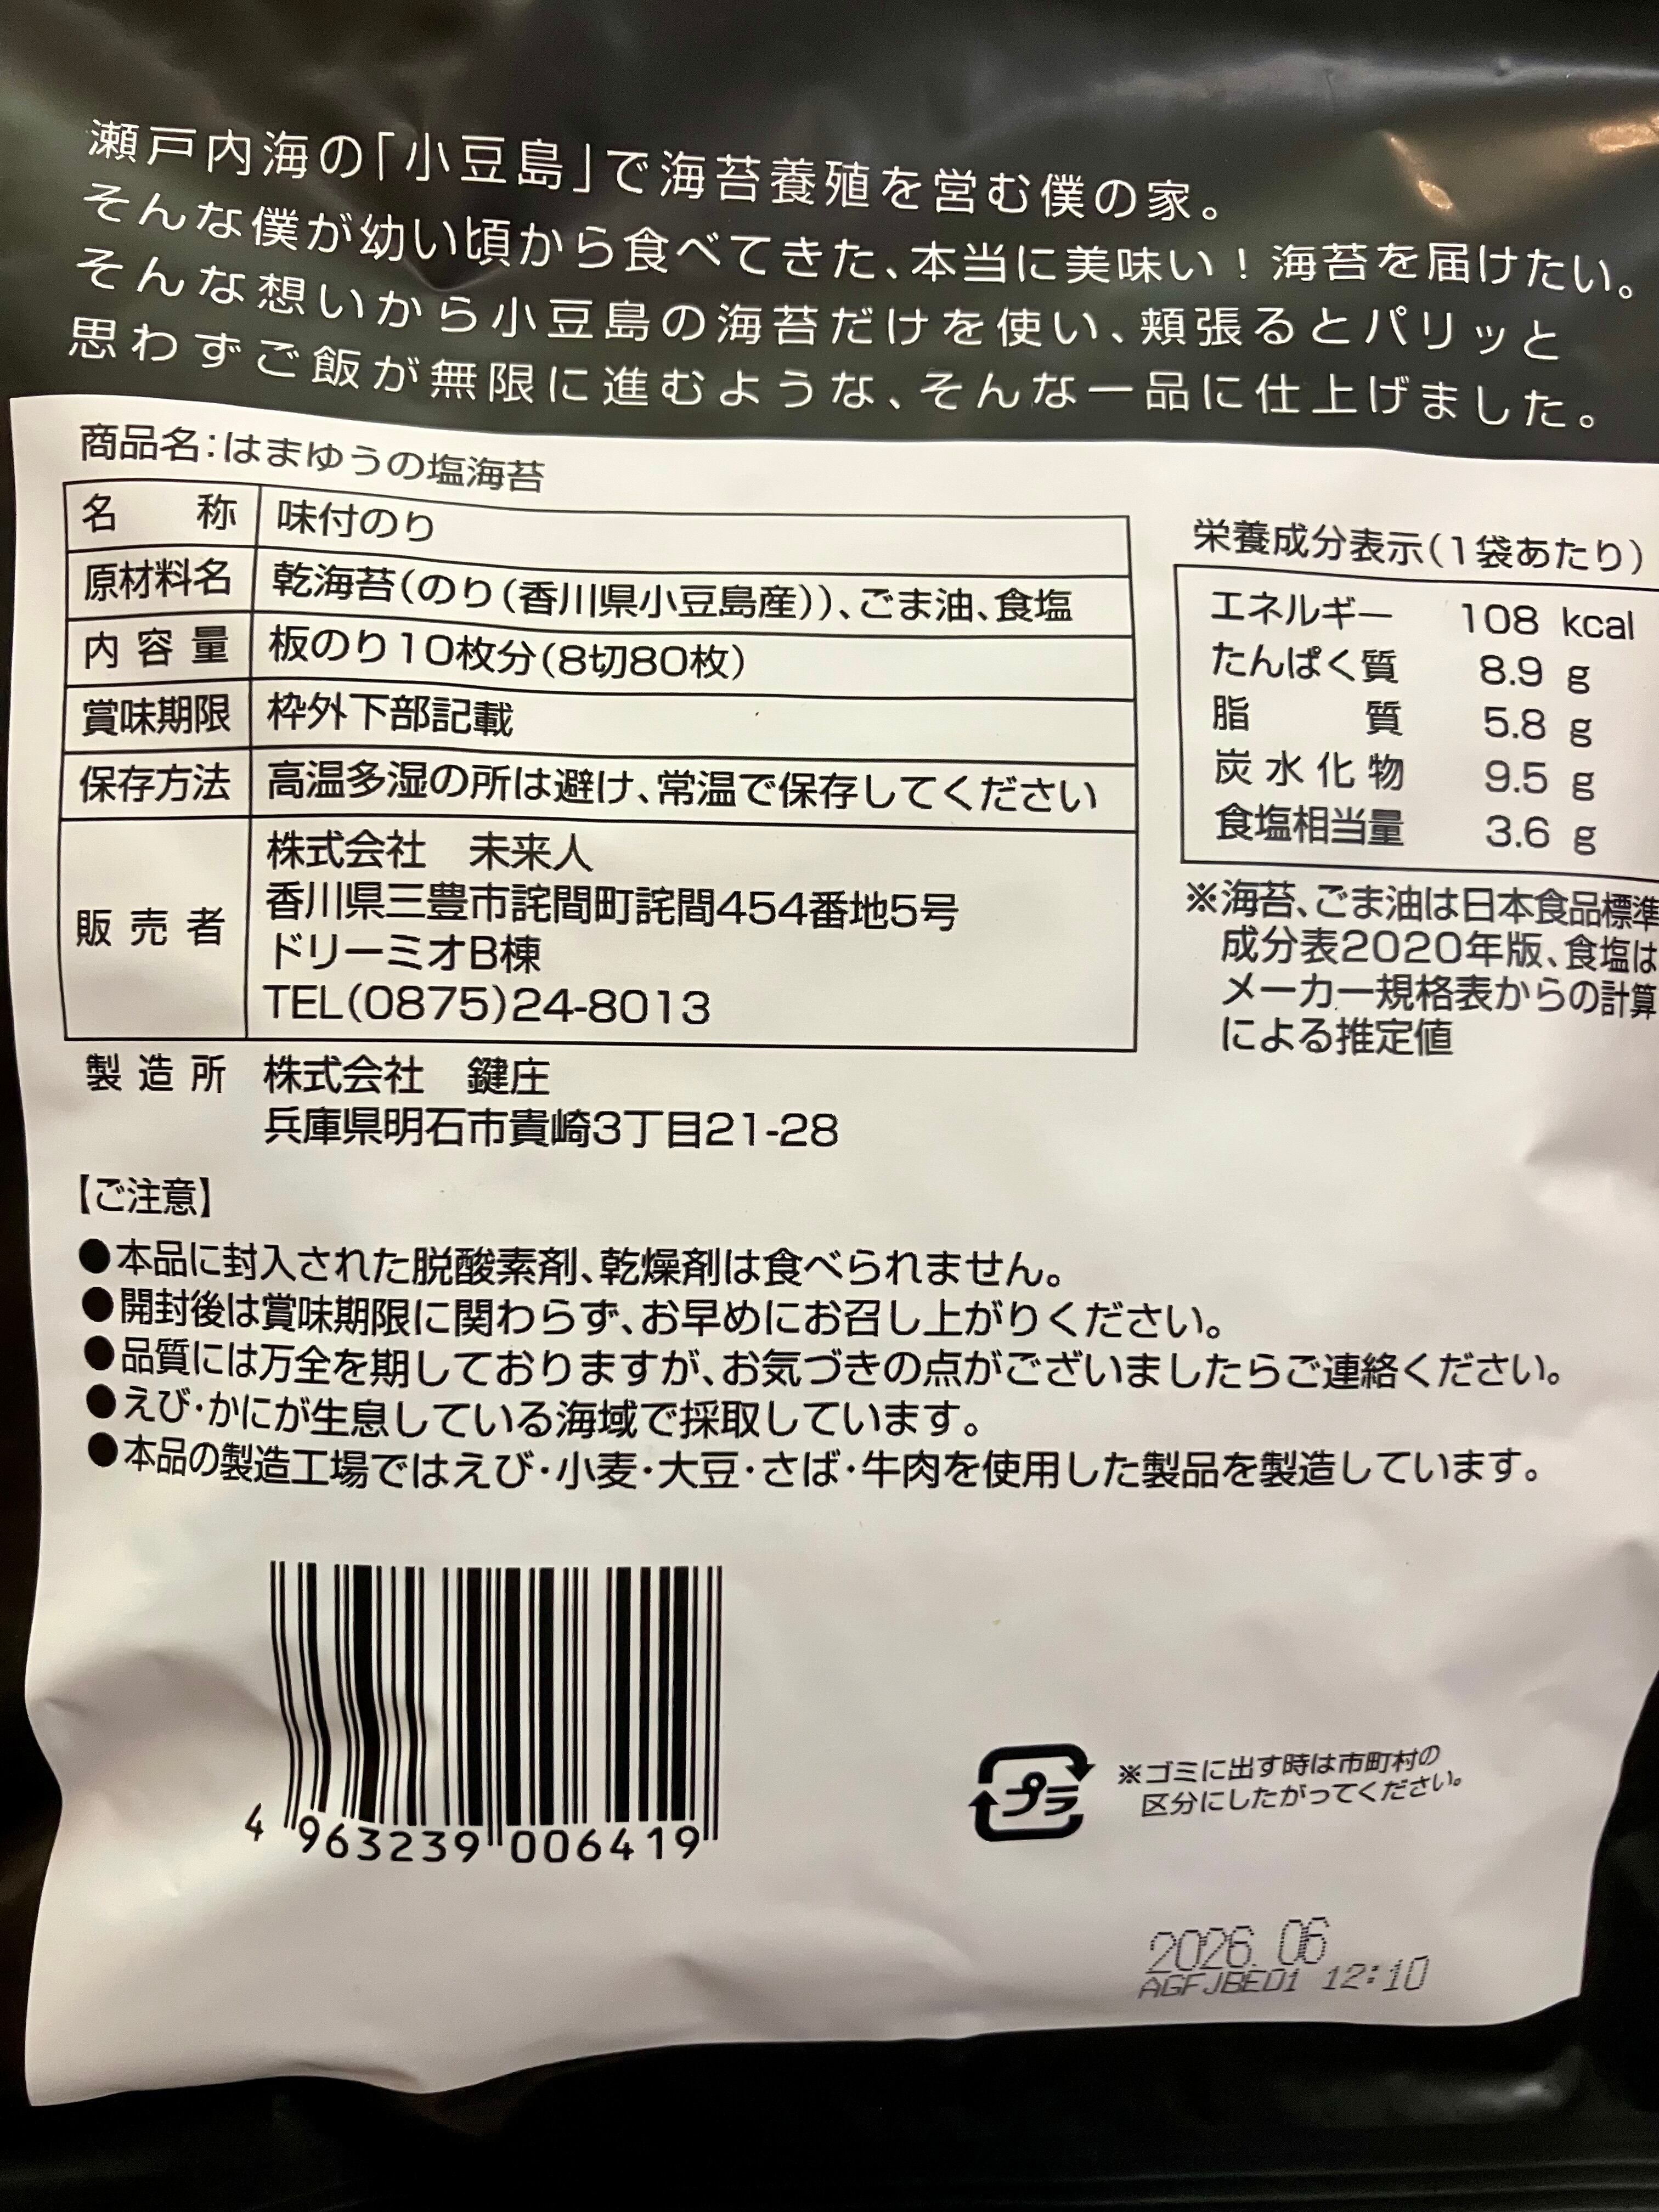 瀬戸内海の「小豆島」で海苔養殖を営む僕の家。
そんな僕が幼い頃から食べてきた、本当に美味い！海苔を届けたい。
そんな想いから小豆島の海苔だけを使い、頬張るとパリッと
思わずご飯が無限に進むような、そんな一品に仕上げました。
商品名：はまゆうの塩海苔
名称 味付のり
原材料名 乾海苔（のり（香川県小豆島産））、ごま油、食塩
内容量 板のり10枚分（8切80枚）
賞味期限 枠外下部記載
保存方法 高温多湿の所は避け、常温で保存してください
販売者 株式会社 未来人
香川県三豊市詫間町詫間454番地5号
ドリーミオB棟
TEL(0875)24-8013
製造所 株式会社 鍵庄
兵庫県明石市貴崎3丁目21-28
栄養成分表示（1袋あたり）
エネルギー 108 kcal
たんぱく質 8.9 g
脂質 5.8 g
炭水化物 9.5 g
食塩相当量 3.6 g
※海苔、ごま油は日本食品標準
成分表2020年版、食塩は
メーカー規格表からの計算
による推定値
【ご注意】
●本品に封入された脱酸素剤、乾燥剤は食べられません。
●開封後は賞味期限に関わらず、お早めにお召し上がりください。
●品質には万全を期しておりますが、お気づきの点がございましたらご連絡ください。
●えび・かにが生息している海域で採取しています。
●本品の製造工場ではえび・小麦・大豆・さば・牛肉を使用した製品を製造しています。
4 963239 006419
プラ
※ゴミに出す時は市町村の
区分にしたがってください。
2026.06
AGFJBE01 12:10